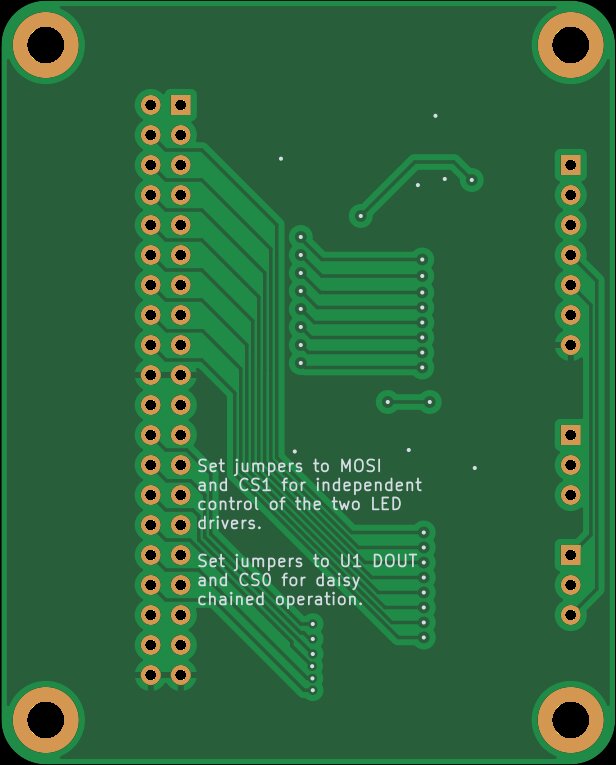 Set jumpers to MOSI
and CS1 for independent
control of the two LED
drivers.
Set jumpers to U1 DOUT
and CS0 for daisy
chained operation.